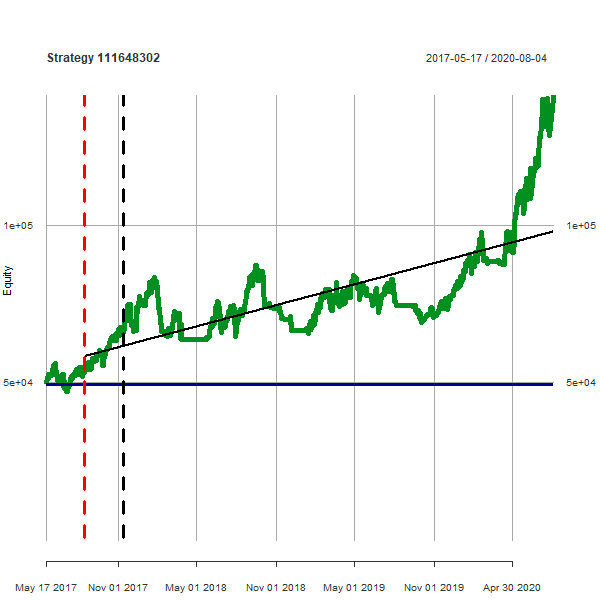 Strategy 111648302
2017-05-17 / 2020-08-04
1e+05
1e+05
Equity
5e+04
5e+04
May 17 2017
Nov 01 2017
May 01 2018
Nov 01 2018
May 01 2019
Nov 01 2019
Apr 30 2020